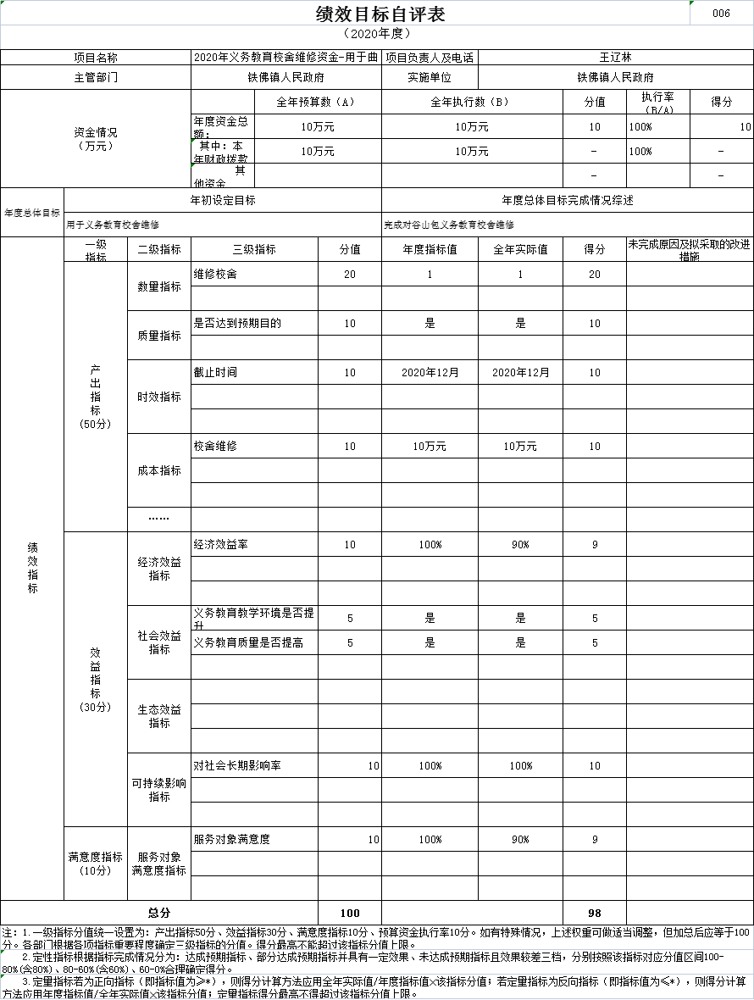 绩效目标自评表
006
（2020年度）
项目名称 2020年义务教育校舍维修资金-用于曲 项目负责人及电话 王辽林
主管部门 铁佛镇人民政府 实施单位 铁佛镇人民政府
资金情况
（万元）
全年预算数（A） 全年执行数（B） 分值 执行率
（B/A） 得分
年度资金总
额： 10万元 10万元 10 100% 10
其中：本
年财政拨款 10万元 10万元 － 100% －
其
他资金 － －
年度总体目标 年初设定目标 年度总体目标完成情况综述
用于义务教育校舍维修 完成对谷山包义务教育校舍维修
绩
效
指
标
一级
指标 二级指标 三级指标 分值 年度指标值 全年实际值 得分 未完成原因及拟采取的改进
措施
产
出
指
标
(50分)
数量指标 维修校舍 20 1 1 20
质量指标 是否达到预期目的 10 是 是 10
时效指标 截止时间 10 2020年12月 2020年12月 10
成本指标 校舍维修 10 10万元 10万元 10
……
效
益
指
标
(30分)
经济效益
指标 经济效益率 10 100% 90% 9
社会效益
指标 义务教育教学环境是否提
升 5 是 是 5
义务教育质量是否提高 5 是 是 5
生态效益
指标
可持续影响
指标 对社会长期影响率 10 100% 100% 10
满意度指标
(10分) 服务对象
满意度指标 服务对象满意度 10 100% 90% 9
总分 100 98
注：1.一级指标分值统一设置为：产出指标50分、效益指标30分、满意度指标10分、预算资金执行率10分。如有特殊情况，上述权重可做适当调整，但加总后应等于100
分。各部门根据各项指标重要程度确定三级指标的分值。得分最高不能超过该指标分值上限。
2.定性指标根据指标完成情况分为：达成预期指标、部分达成预期指标并具有一定效果、未达成预期指标且效果较差三档，分别按照该指标对应分值区间100-
80%(含80%)、80-60%(含60%)、60-0%合理确定得分。
3.定量指标若为正向指标（即指标值为≥*），则得分计算方法应用全年实际值/年度指标值×该指标分值；若定量指标为反向指标（即指标值为≤*），则得分计算
方法应用年度指标值/全年实际值×该指标分值；定量指标得分最高不得超过该指标分值上限。